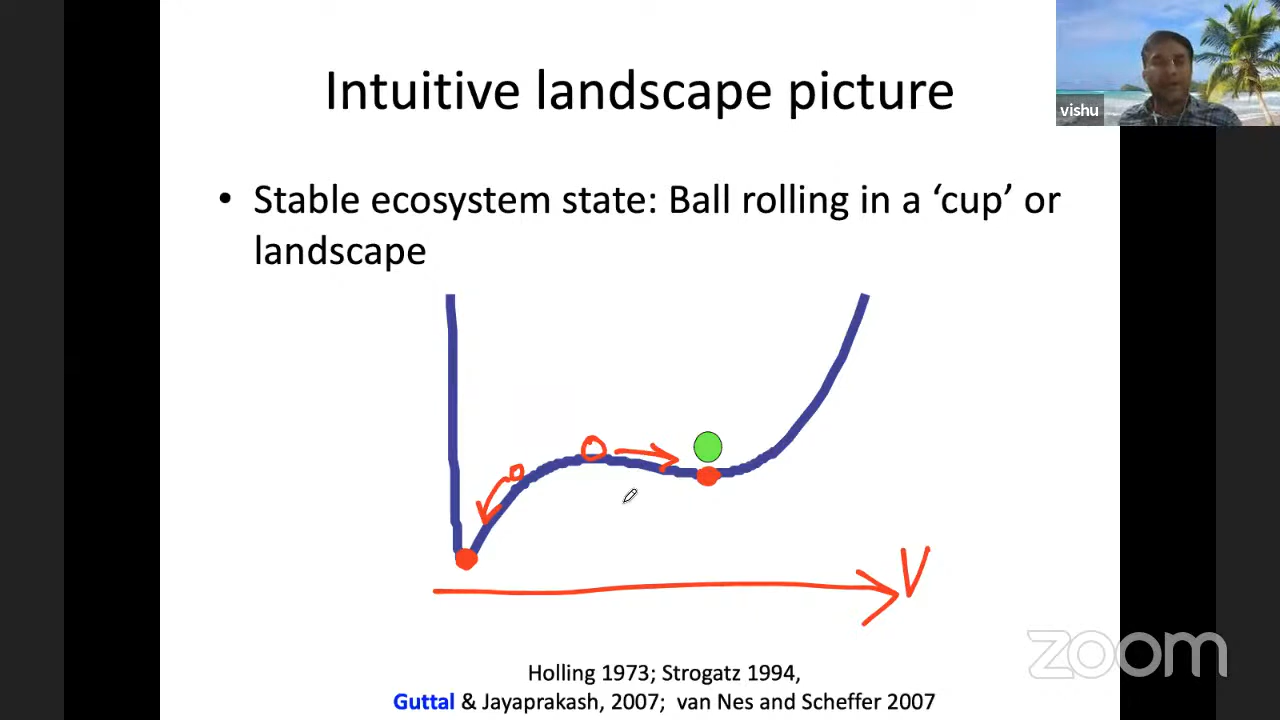 Intuitive landscape picture
vishu
• Stable ecosystem state: Ball rolling in a ‘cup’ or
landscape
V
Holling 1973; Strogatz 1994,
Guttal & Jayaprakash, 2007; van Nes and Scheffer 2007
zoom